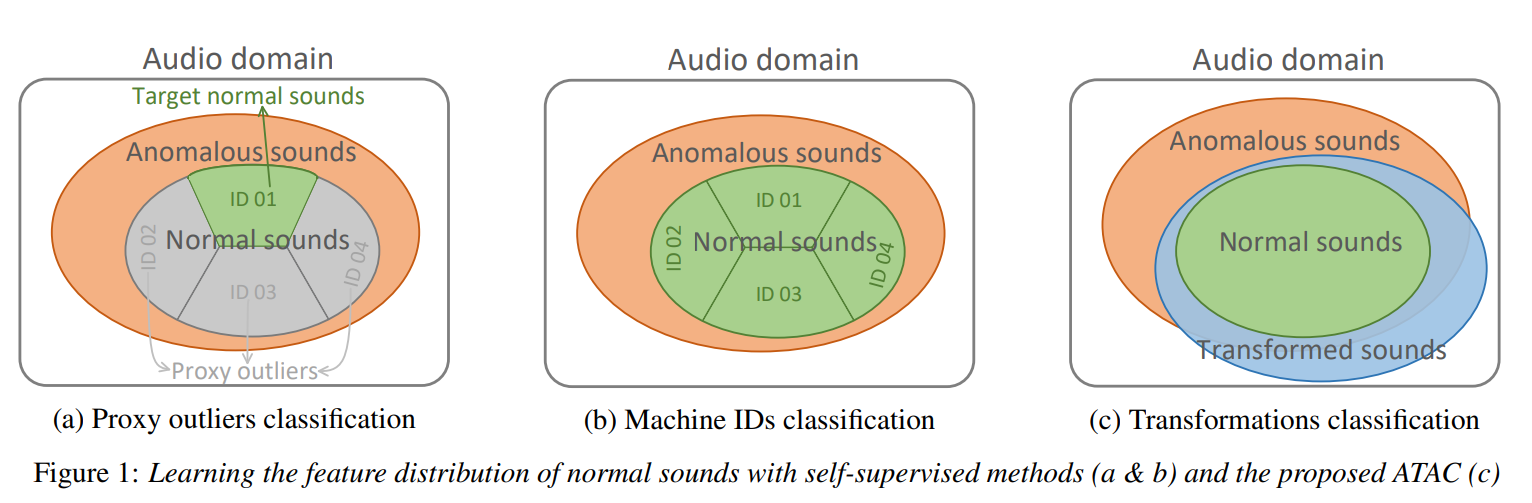 Audio domain
Target normal sounds
Anomalous sounds
ID 01
Normal sounds
ID 02
ID 04
ID 03
Proxy outliers
(a) Proxy outliers classification
Audio domain
Anomalous sounds
ID 01
Normal sounds
ID 02
ID 04
ID 03
(b) Machine IDs classification
Audio domain
Anomalous sounds
Normal sounds
Transformed sounds
(c) Transformations classification
Figure 1: Learning the feature distribution of normal sounds with self-supervised methods (a & b) and the proposed ATAC (c)